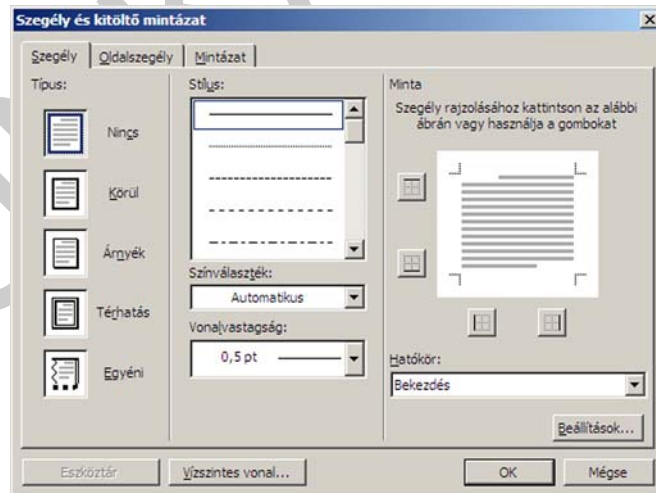 Szegély és kitöltő mintázat
Szegély
Oldalszegély
Mintázat
Típus:
Nincs
Körül
Árnyék
Térhatás
Egyéni
Stílus:
Színválaszték:
Automatikus
Vonalvastagság:
0,5 pt
Minta
Szegély rajzolásához kattintson az alábbi
ábrán vagy használja a gombokat
Hatókör:
Bekezdés
Beállítások...
Eszköztár
Vízszintes vonal...
OK
Mégse